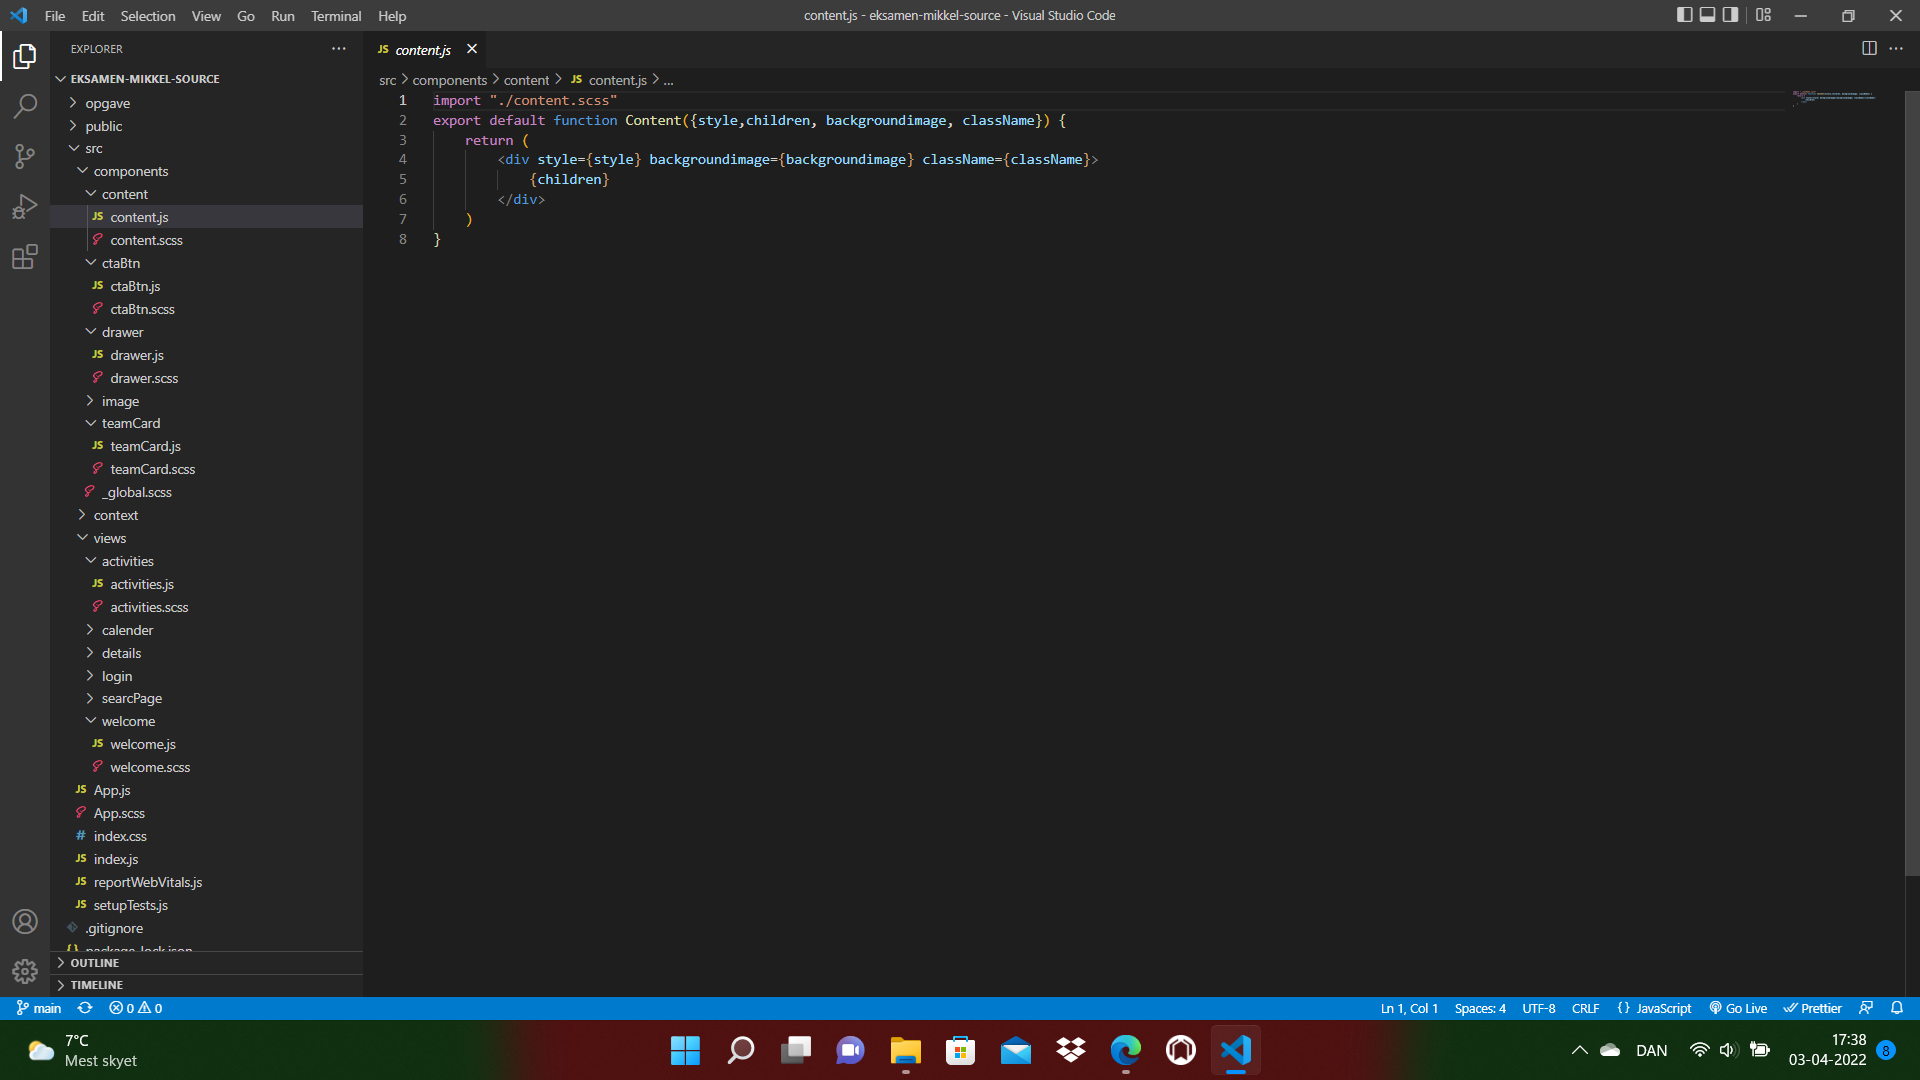 File Edit Selection View Go Run Terminal Help
content.js - eksamen-mikkel-source - Visual Studio Code
EXPLORER
EKSAMEN-MIKKEL-SOURCE
opgave
public
src
components
content
JS content.js
content.scss
ctaBtn
JS ctaBtn.js
ctaBtn.scss
drawer
JS drawer.js
drawer.scss
image
teamCard
JS teamCard.js
teamCard.scss
_global.scss
context
views
activities
JS activities.js
activities.scss
calender
details
login
searcPage
welcome
JS welcome.js
welcome.scss
JS App.js
App.scss
# index.css
JS index.js
JS reportWebVitals.js
JS setupTests.js
.gitignore
{} package-lock.json
OUTLINE
TIMELINE
JS content.js
src > components > content > JS content.js > ...
1 import "./content.scss"
2 export default function Content({style,children, backgroundimage, className}) {
3 return (
4 <div style={style} backgroundimage={backgroundimage} className={className}>
5 {children}
6 </div>
7 )
8 }
main 0 0
Ln 1, Col 1 Spaces: 4 UTF-8 CRLF {} JavaScript Go Live Prettier
7°C
Mest skyet
DAN
17:38
03-04-2022 8